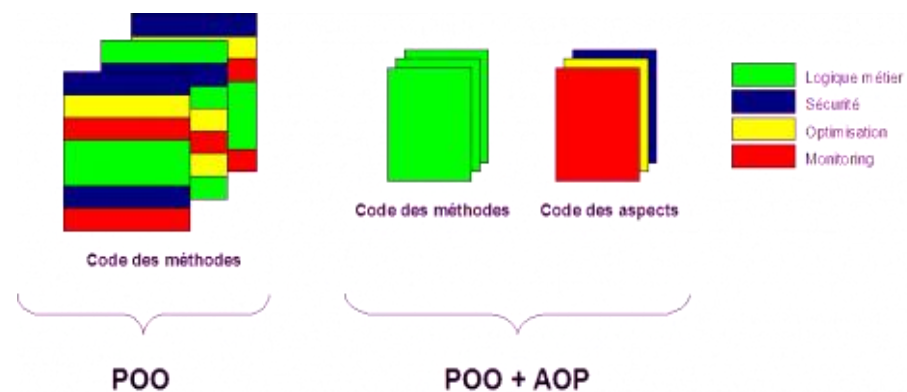 Logique métier
Sécurité
Optimisation
Monitoring
Code des méthodes
Code des aspects
Code des méthodes
POO
POO + AOP